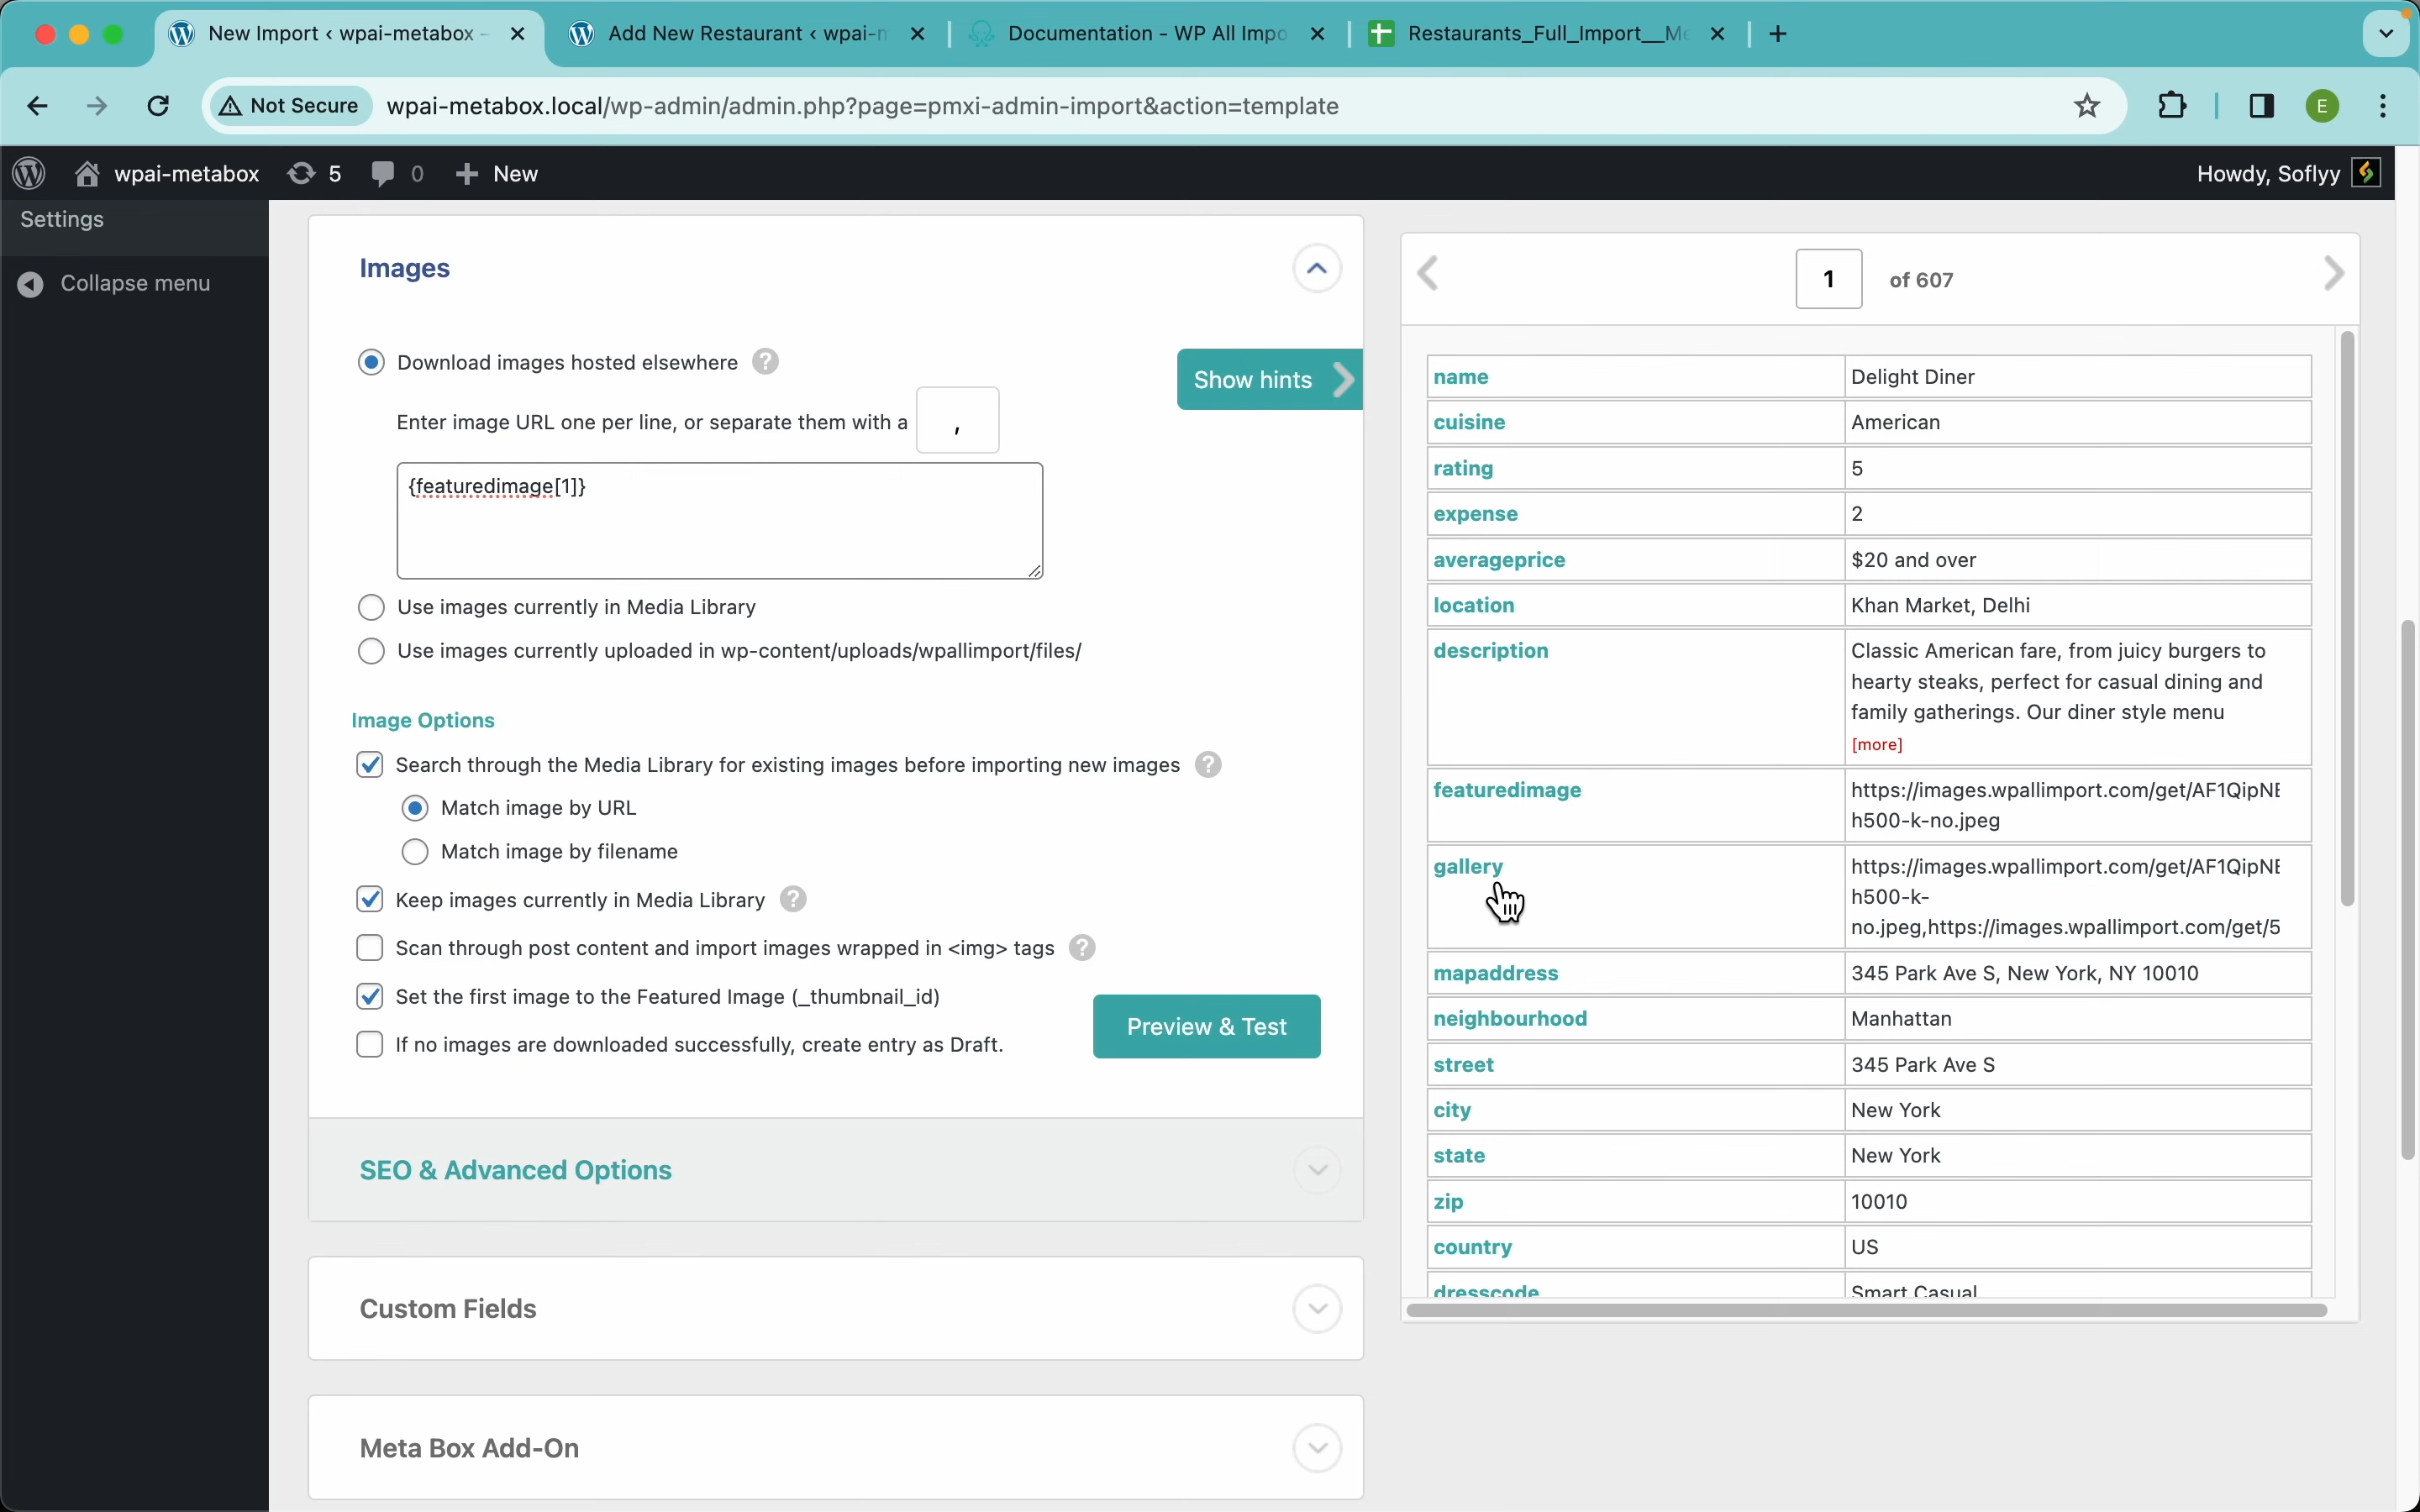 New Import ‹ wpai-metabox -
Add New Restaurant ‹ wpai-m
Documentation - WP All Impo
Restaurants_Full_Import__Me
Not Secure
wpai-metabox.local/wp-admin/admin.php?page=pmxi-admin-import&action=template
E
wpai-metabox
5
0
New
Howdy, Soflyy
Settings
Collapse menu
Images
Download images hosted elsewhere ?
Show hints
Enter image URL one per line, or separate them with a ,
{featuredimage[1]}
Use images currently in Media Library
Use images currently uploaded in wp-content/uploads/wpallimport/files/
Image Options
Search through the Media Library for existing images before importing new images ?
Match image by URL
Match image by filename
Keep images currently in Media Library ?
Scan through post content and import images wrapped in <img> tags ?
Set the first image to the Featured Image (_thumbnail_id)
If no images are downloaded successfully, create entry as Draft.
Preview & Test
SEO & Advanced Options
Custom Fields
Meta Box Add-On
1 of 607
name Delight Diner
cuisine American
rating 5
expense 2
averageprice $20 and over
location Khan Market, Delhi
description Classic American fare, from juicy burgers to
hearty steaks, perfect for casual dining and
family gatherings. Our diner style menu
[more]
featuredimage https://images.wpallimport.com/get/AF1QipNE
h500-k-no.jpeg
gallery https://images.wpallimport.com/get/AF1QipNE
h500-k-
no.jpeg,https://images.wpallimport.com/get/5
mapaddress 345 Park Ave S, New York, NY 10010
neighbourhood Manhattan
street 345 Park Ave S
city New York
state New York
zip 10010
country US
dresscode Smart Casual